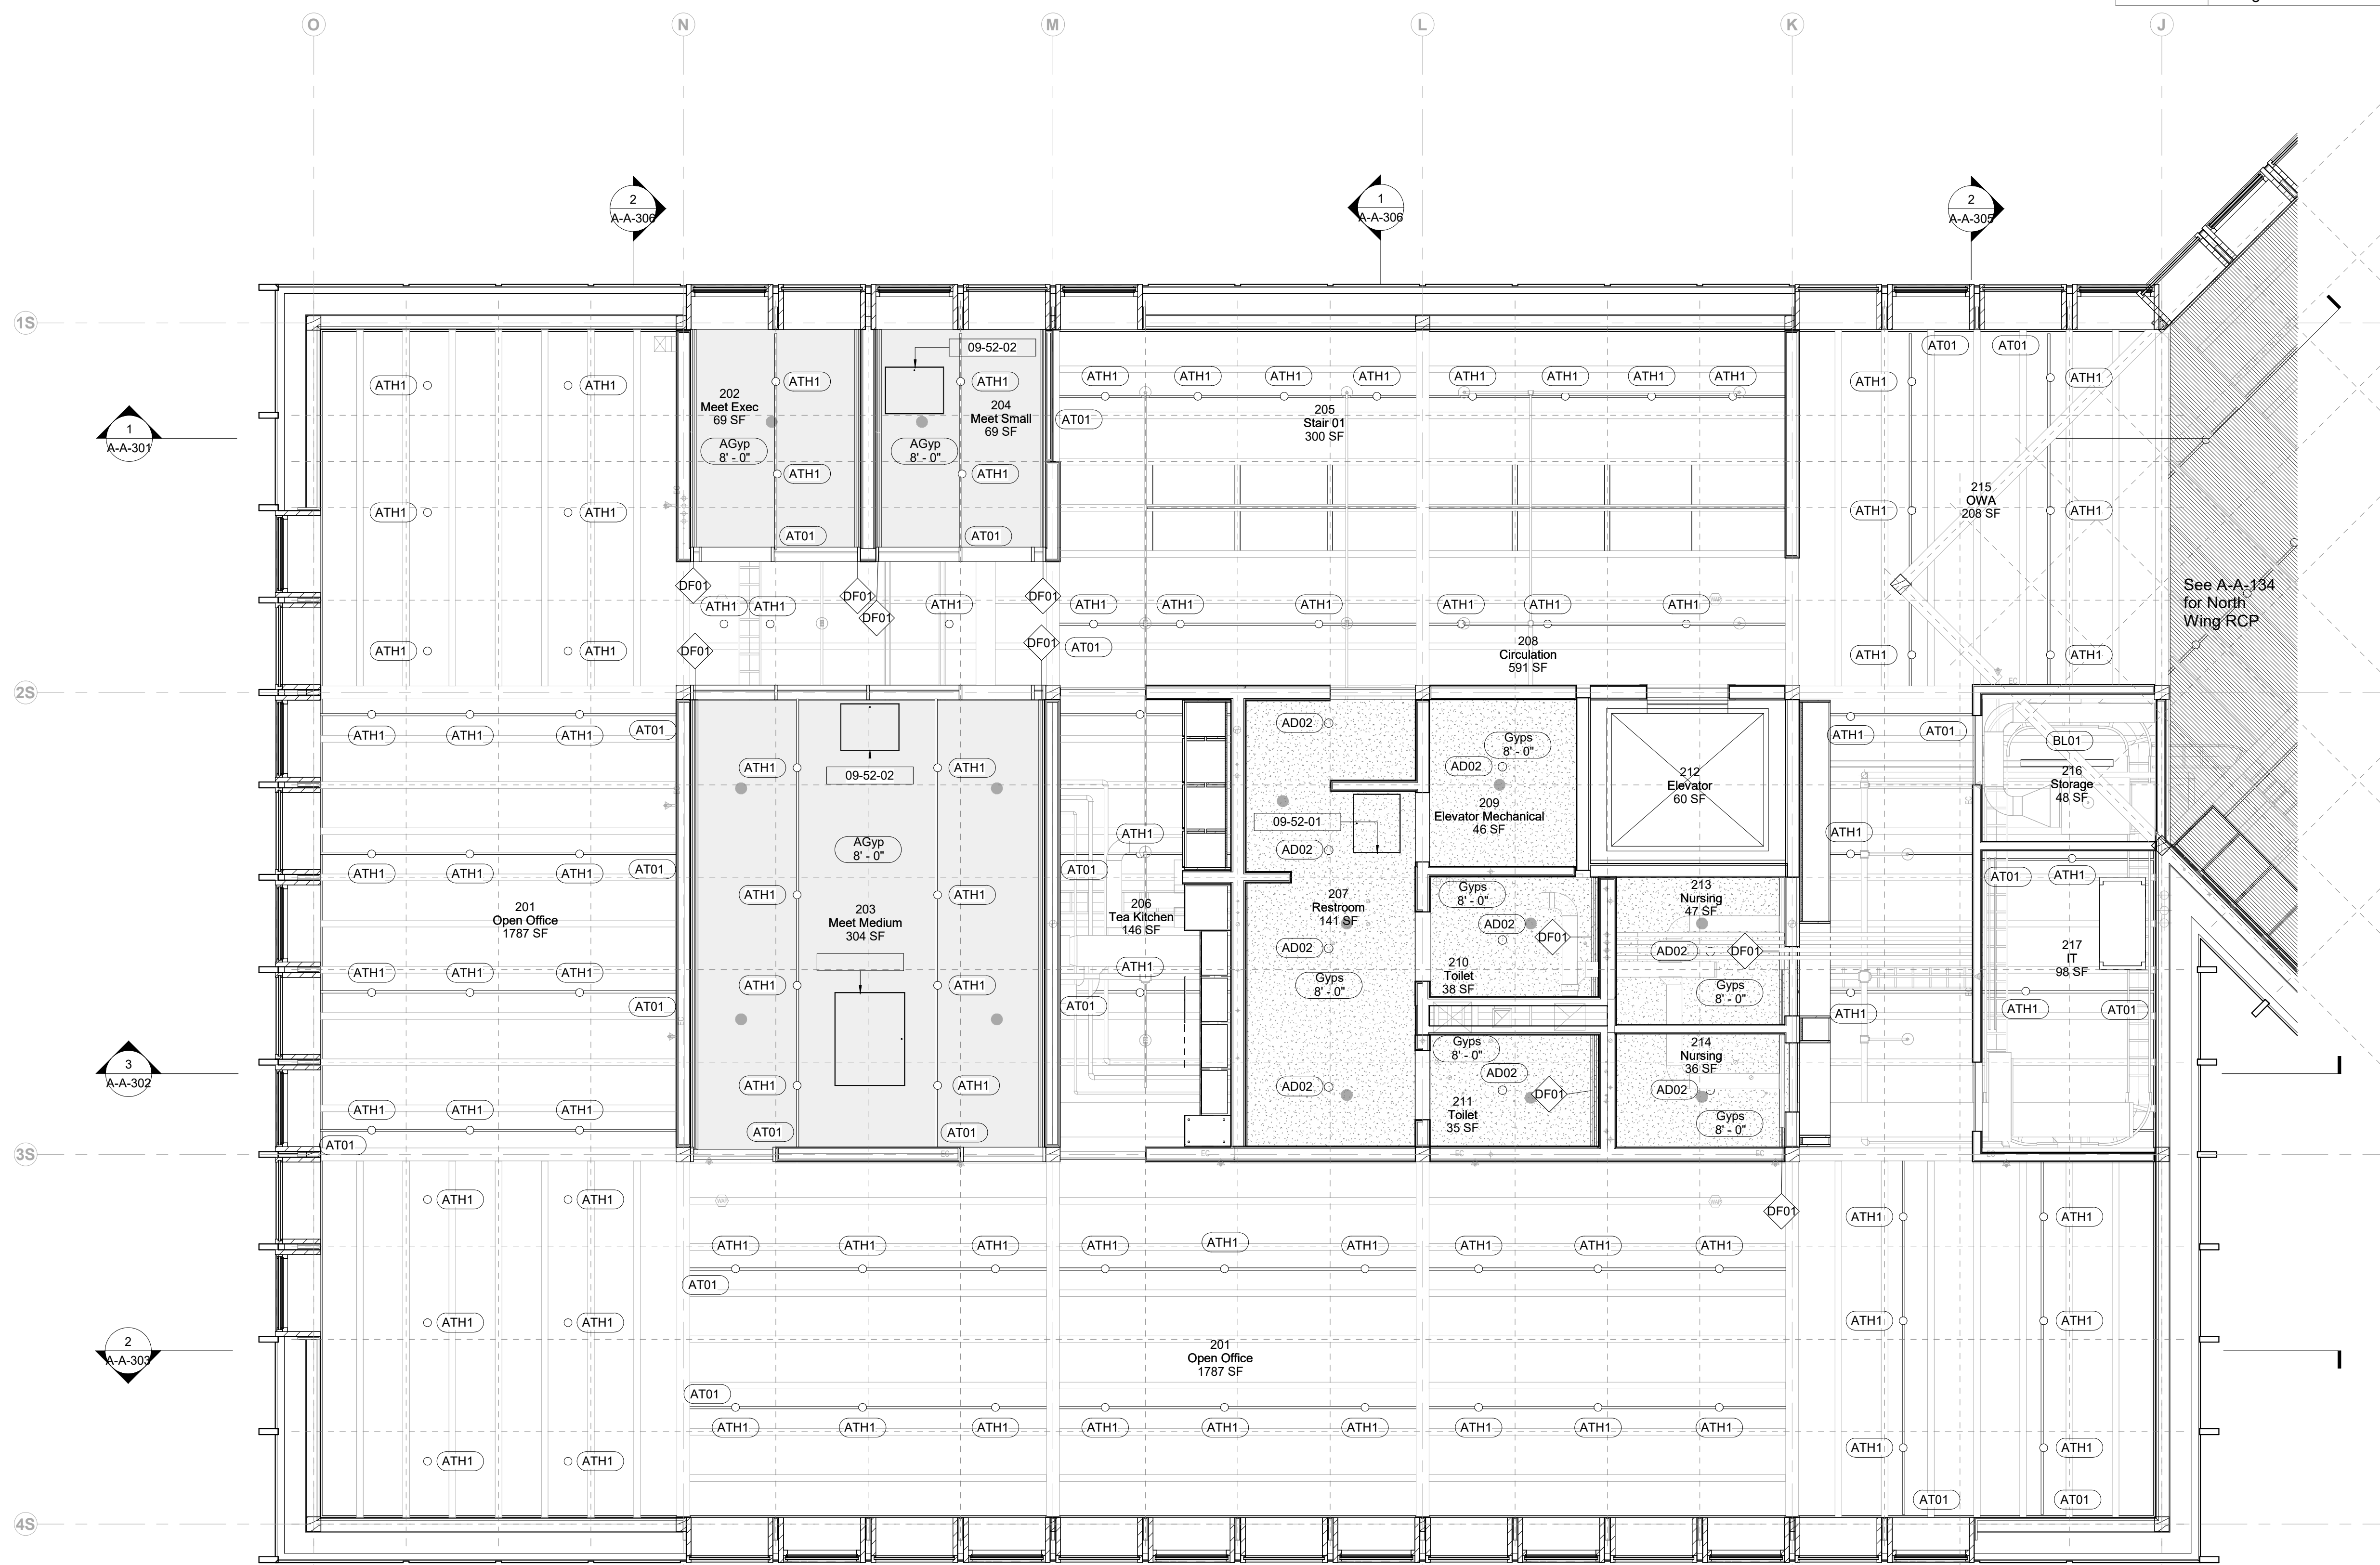 O N M L K J
2
A-A-306
1
A-A-306
2
A-A-305
1S
09-52-02
AT01 AT01
ATH1 ATH1 ATH1 ATH1 ATH1 ATH1 ATH1 ATH1 ATH1 ATH1 ATH1 ATH1 ATH1 ATH1
202
Meet Exec
69 SF
204
Meet Small
69 SF
205
Stair 01
300 SF
AT01
1
A-A-301
AGyp
8' - 0"
AGyp
8' - 0"
ATH1 ATH1
215
OWA
208 SF
ATH1 ATH1 ATH1 ATH1
AT01 AT01
DF01 DF01 DF01 DF01
See A-A-134
for North
Wing RCP
ATH1 ATH1 ATH1 ATH1 ATH1 ATH1 ATH1 ATH1 ATH1
DF01 DF01
AT01
208
Circulation
591 SF
ATH1 ATH1 ATH1 ATH1
2S
EC
AD02
AT01 AT01
ATH1 ATH1 ATH1 ATH1
Gyps
8' - 0"
BL01
ATH1 ATH1
AD02
09-52-02
212
Elevator
60 SF
216
Storage
48 SF
209
Elevator Mechanical
46 SF
09-52-01
ATH1 ATH1
AGyp
8' - 0"
AD02
AT01 AT01
ATH1 ATH1 ATH1
AT01 ATH1
Gyps
8' - 0"
213
Nursing
47 SF
ATH1 ATH1
201
Open Office
1787 SF
203
Meet Medium
304 SF
206
Tea Kitchen
146 SF
207
Restroom
141 SF
AD02
DF01
AD02
AD02
DF01
217
IT
98 SF
ATH1 ATH1 ATH1 ATH1
210
Toilet
38 SF
Gyps
8' - 0"
Gyps
8' - 0"
ATH1 ATH1
AT01 AT01
ATH1 ATH1 AT01
3
A-A-302
Gyps
8' - 0"
214
Nursing
36 SF
ATH1 ATH1
AD02
AD02
AD02
DF01
211
Toilet
35 SF
Gyps
8' - 0"
ATH1 ATH1 ATH1
AT01 AT01
AT01
3S
EC EC EC EC EC
ATH1 ATH1
DF01
ATH1 ATH1
ATH1 ATH1 ATH1 ATH1 ATH1 ATH1 ATH1 ATH1 ATH1
AT01
ATH1 ATH1 ATH1 ATH1
2
A-A-303
201
Open Office
1787 SF
AT01
ATH1 ATH1 ATH1 ATH1 ATH1 ATH1 ATH1 ATH1 ATH1
ATH1 ATH1
ATH1 ATH1
AT01 AT01
4S